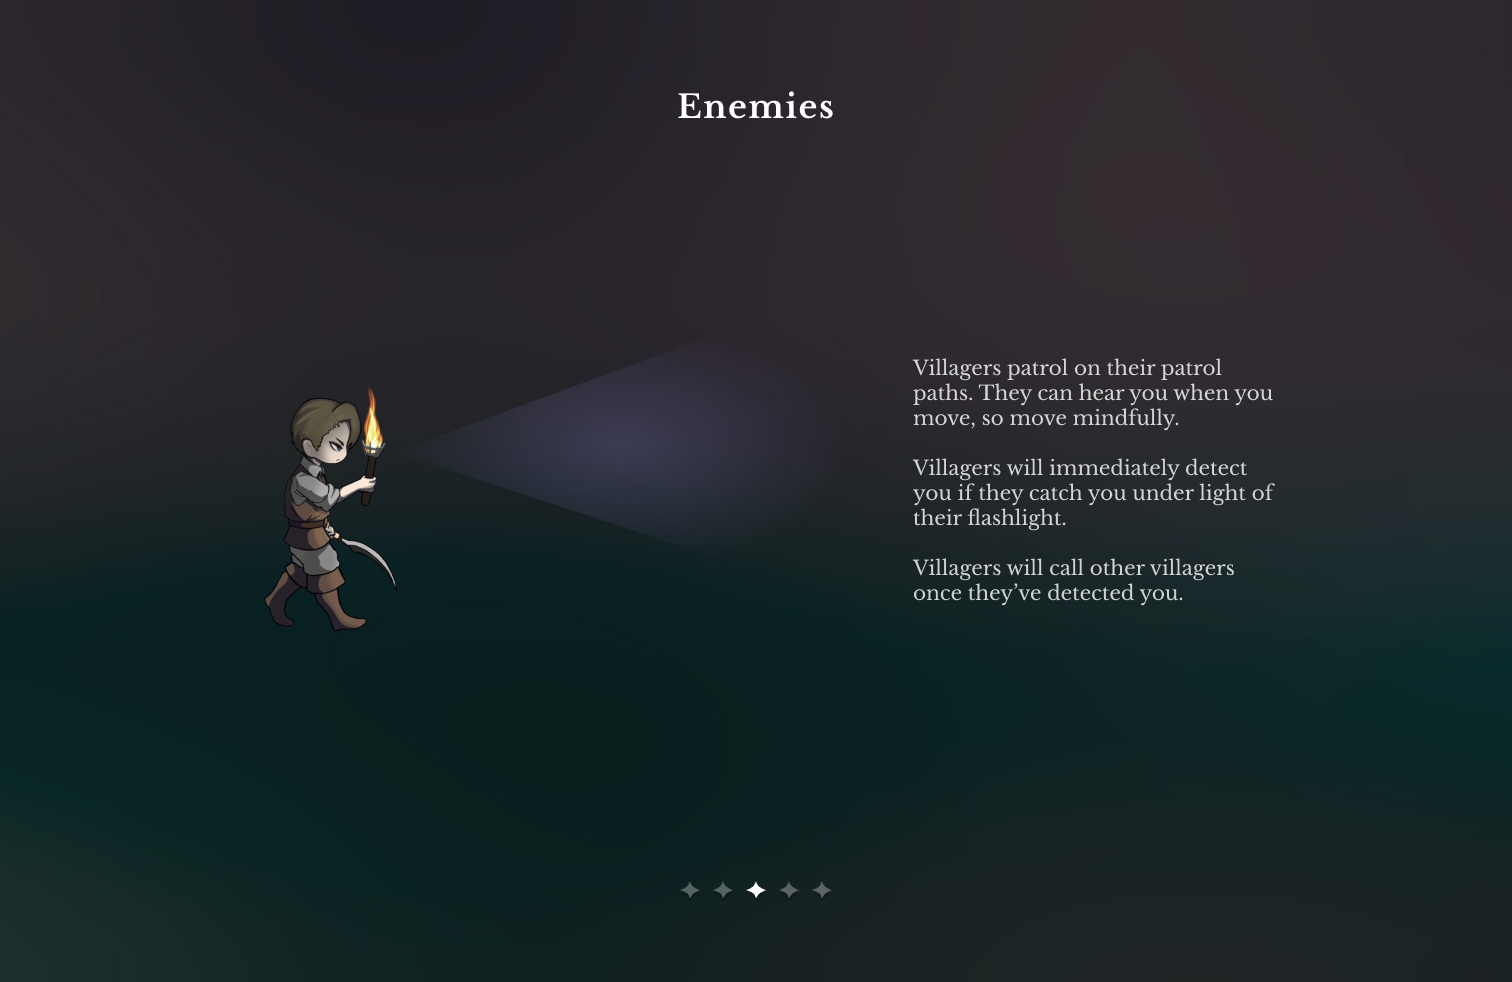 Enemies
Villagers patrol on their patrol
paths. They can hear you when you
move, so move mindfully.
Villagers will immediately detect
you if they catch you under light of
their flashlight.
Villagers will call other villagers
once they’ve detected you.